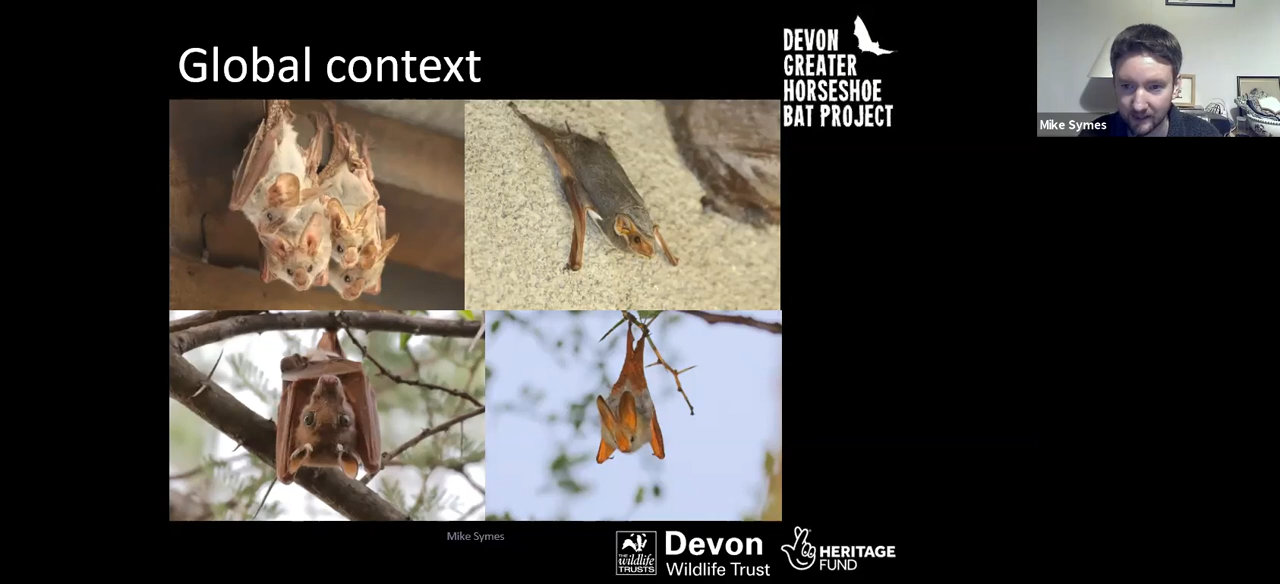 Global context
DEVON
GREATER
HORSESHOE
BAT PROJECT
Mike Symes
Mike Symes
THE
wildlife
TRUSTS
Devon
Wildlife Trust
HERITAGE
FUND